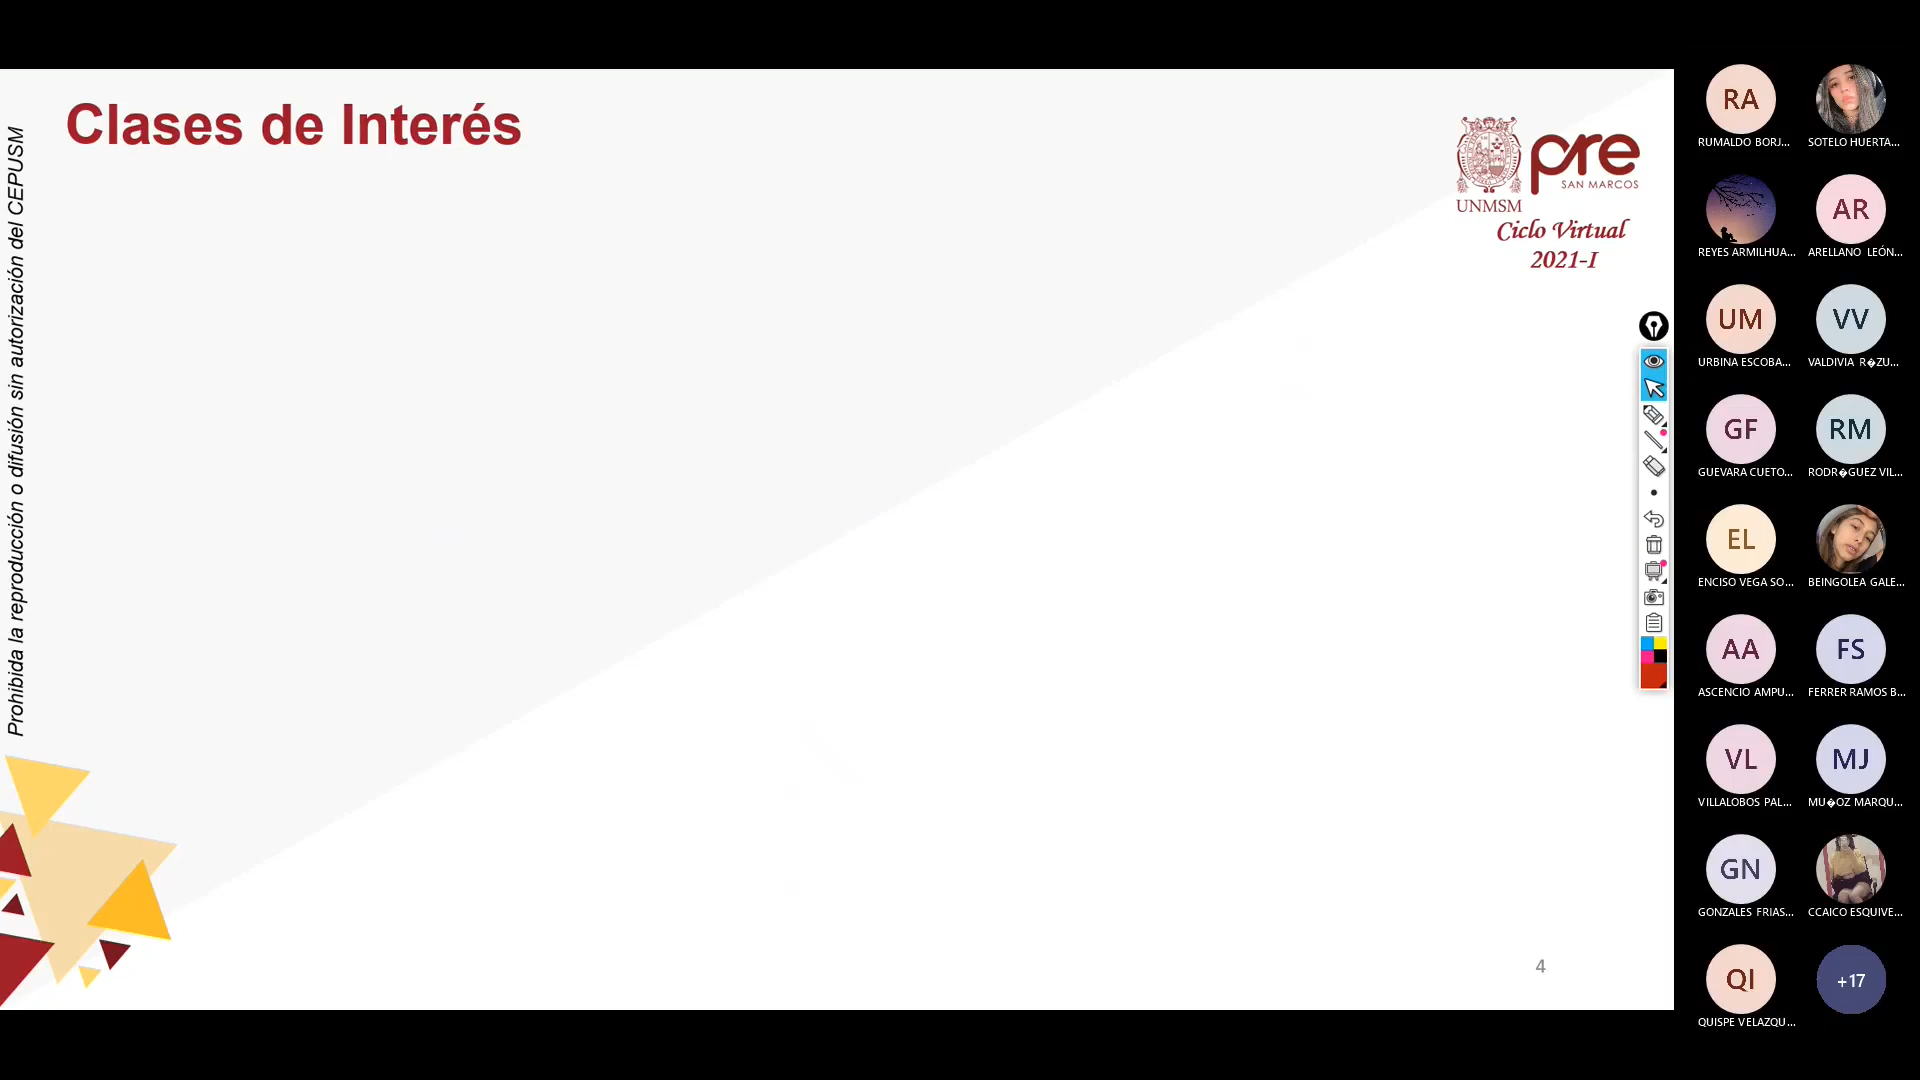 Clases de Interés
Prohibida la reproducción o difusión sin autorización del CEPUSM
UNMSM
pre
SAN MARCOS
Ciclo Virtual
2021-I
4
RA
RUMALDO BORJ...
SOTELO HUERTA...
REYES ARMILHUA...
AR
ARELLANO LEÓN...
UM
URBINA ESCOBA...
VV
VALDIVIA R�ZU...
GF
GUEVARA CUETO...
RM
RODR�GUEZ VIL...
EL
ENCISO VEGA SO...
BEINGOLEA GALE...
AA
ASCENCIO AMPU...
FS
FERRER RAMOS B...
VL
VILLALOBOS PAL...
MJ
MU�OZ MARQU...
GN
GONZALES FRIAS...
CCAICO ESQUIVE...
QI
QUISPE VELAZQU...
+17